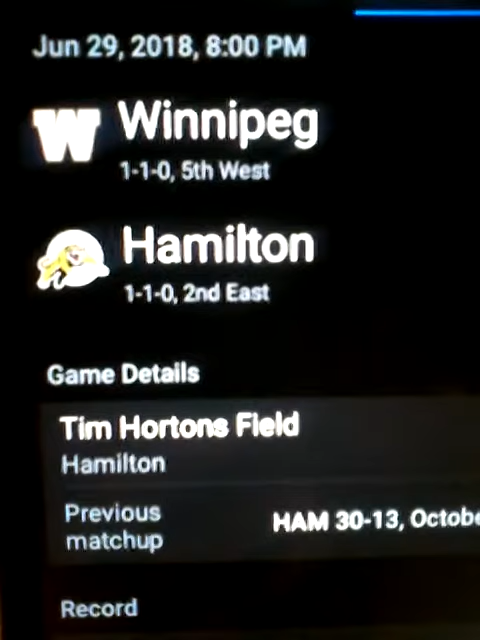 Jun 29, 2018, 8:00 PM
W Winnipeg
1-1-0, 5th West
Hamilton
1-1-0, 2nd East
Game Details
Tim Hortons Field
Hamilton
Previous matchup
HAM 30-13, Octobe
Record